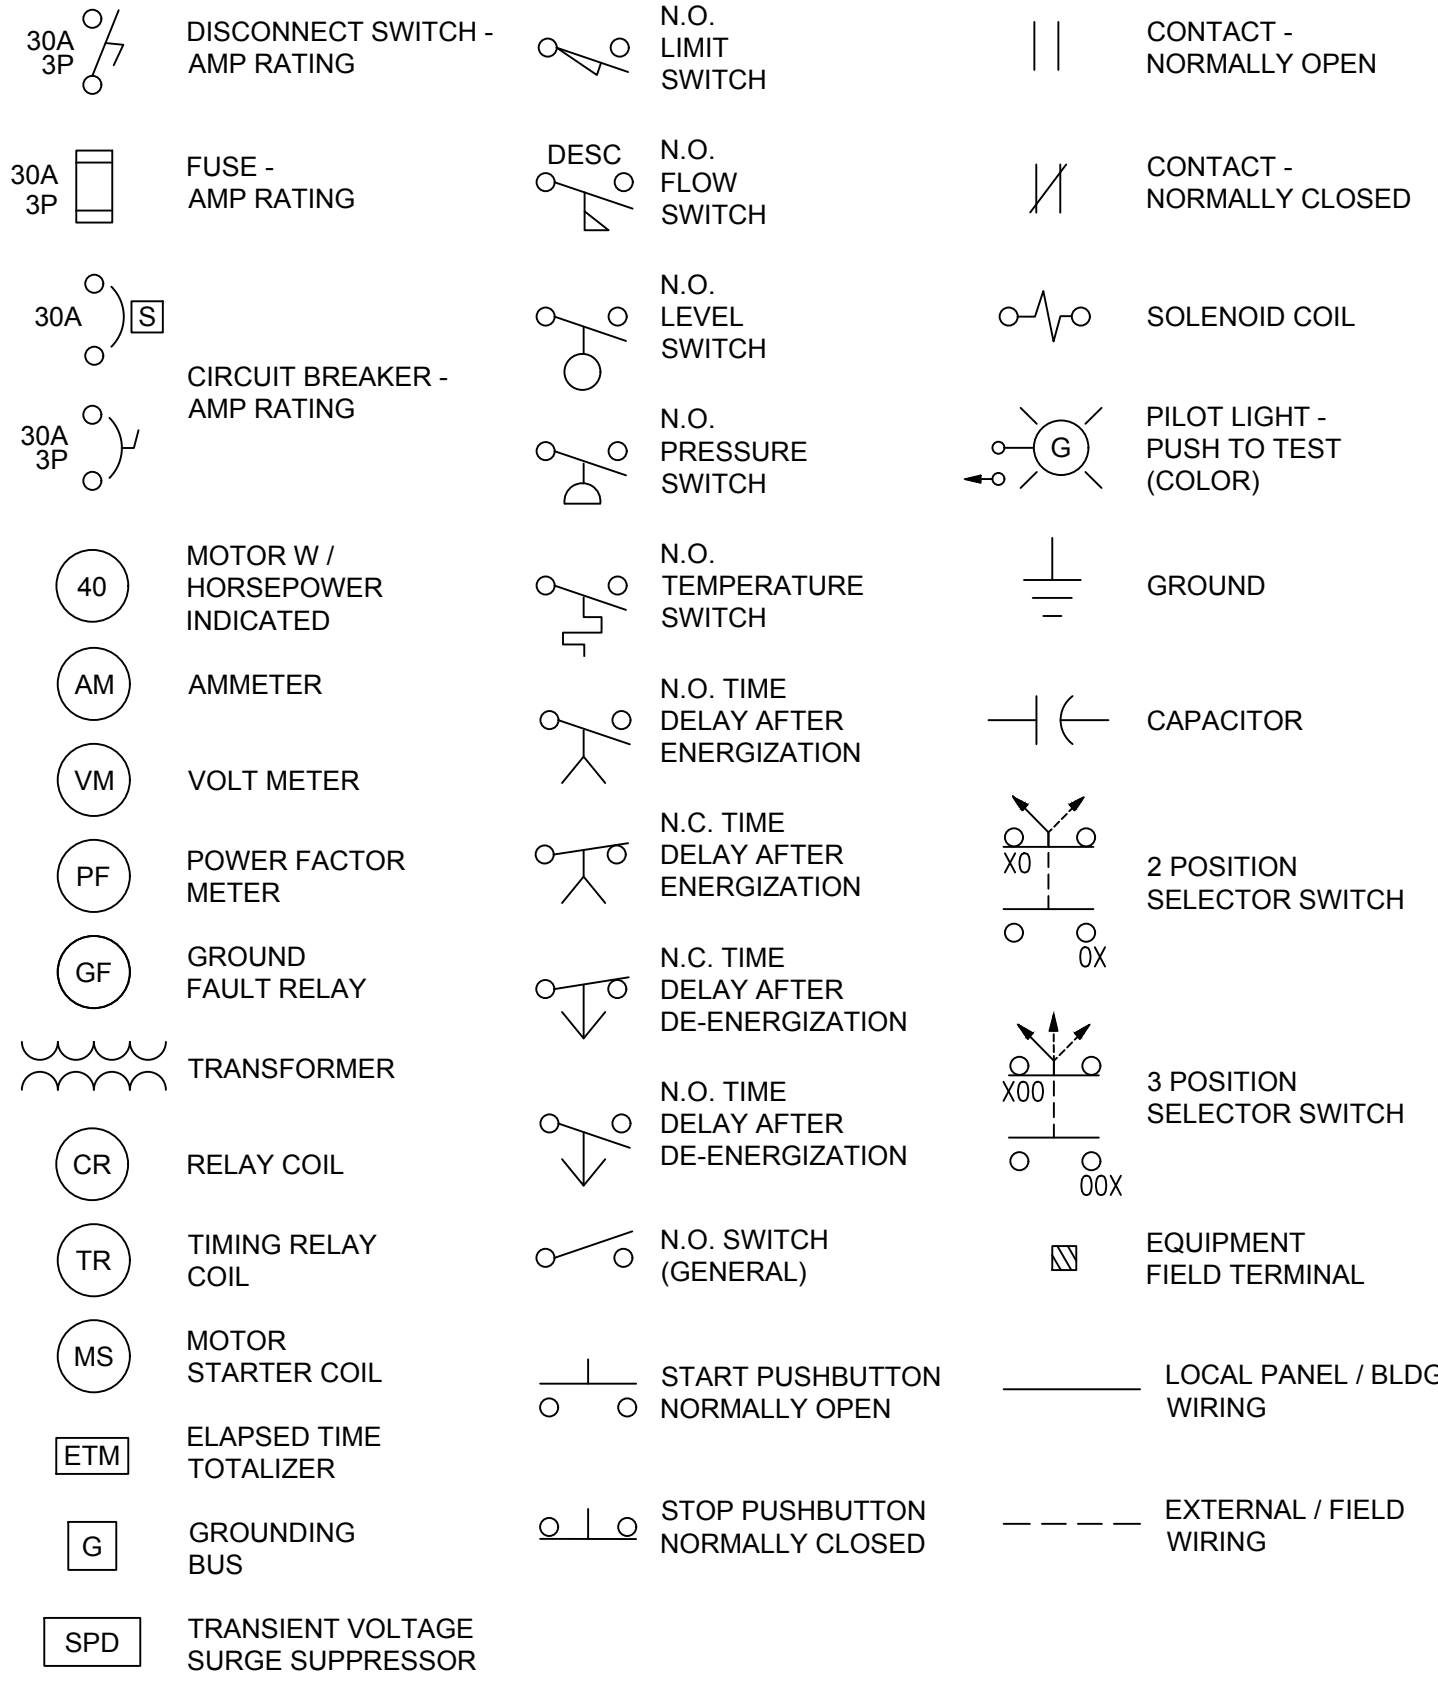 30A
3P
DISCONNECT SWITCH -
AMP RATING
30A
3P
FUSE -
AMP RATING
30A
S
30A
3P
CIRCUIT BREAKER -
AMP RATING
40
MOTOR W /
HORSEPOWER
INDICATED
AM
AMMETER
VM
VOLT METER
PF
POWER FACTOR
METER
GF
GROUND
FAULT RELAY
TRANSFORMER
CR
RELAY COIL
TR
TIMING RELAY
COIL
MS
MOTOR
STARTER COIL
ETM
ELAPSED TIME
TOTALIZER
G
GROUNDING
BUS
SPD
TRANSIENT VOLTAGE
SURGE SUPPRESSOR
N.O.
LIMIT
SWITCH
DESC
N.O.
FLOW
SWITCH
N.O.
LEVEL
SWITCH
N.O.
PRESSURE
SWITCH
N.O.
TEMPERATURE
SWITCH
N.O. TIME
DELAY AFTER
ENERGIZATION
N.C. TIME
DELAY AFTER
ENERGIZATION
N.C. TIME
DELAY AFTER
DE-ENERGIZATION
N.O. TIME
DELAY AFTER
DE-ENERGIZATION
N.O. SWITCH
(GENERAL)
START PUSHBUTTON
NORMALLY OPEN
STOP PUSHBUTTON
NORMALLY CLOSED
CONTACT -
NORMALLY OPEN
CONTACT -
NORMALLY CLOSED
SOLENOID COIL
G
PILOT LIGHT -
PUSH TO TEST
(COLOR)
GROUND
CAPACITOR
X0
0X
2 POSITION
SELECTOR SWITCH
X00
00X
3 POSITION
SELECTOR SWITCH
EQUIPMENT
FIELD TERMINAL
LOCAL PANEL / BLDG
WIRING
EXTERNAL / FIELD
WIRING